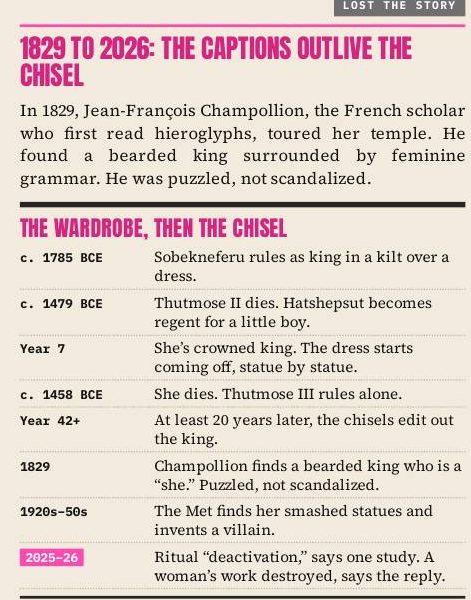 LOST THE STORY
1829 TO 2026: THE CAPTIONS OUTLIVE THE
CHISEL
In 1829, Jean-François Champollion, the French scholar
who first read hieroglyphs, toured her temple. He
found a bearded king surrounded by feminine
grammar. He was puzzled, not scandalized.
THE WARDROBE, THEN THE CHISEL
c. 1785 BCE Sobekneferu rules as king in a kilt over a
dress.
c. 1479 BCE Thutmose II dies. Hatshepsut becomes
regent for a little boy.
Year 7 She’s crowned king. The dress starts
coming off, statue by statue.
c. 1458 BCE She dies. Thutmose III rules alone.
Year 42+ At least 20 years later, the chisels edit out
the king.
1829 Champollion finds a bearded king who is a
“she.” Puzzled, not scandalized.
1920s–50s The Met finds her smashed statues and
invents a villain.
2025–26 Ritual “deactivation,” says one study. A
woman’s work destroyed, says the reply.